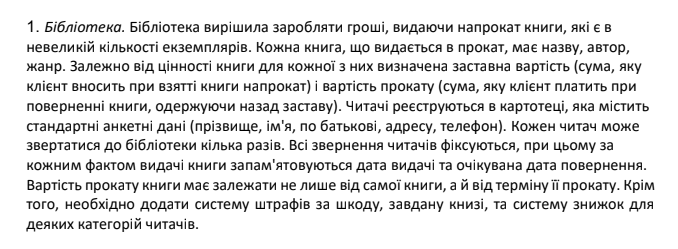 1. Бібліотека. Бібліотека вирішила заробляти гроші, видаючи напрокат книги, які є в
невеликій кількості екземплярів. Кожна книга, що видається в прокат, має назву, автор,
жанр. Залежно від цінності книги для кожної з них визначена заставна вартість (сума, яку
клієнт вносить при взятті книги напрокат) і вартість прокату (сума, яку клієнт платить при
поверненні книги, одержуючи назад заставу). Читачі реєструються в картотеці, яка містить
стандартні анкетні дані (прізвище, ім'я, по батькові, адресу, телефон). Кожен читач може
звертатися до бібліотеки кілька разів. Всі звернення читачів фіксуються, при цьому за
кожним фактом видачі книги запам'ятовуються дата видачі та очікувана дата повернення.
Вартість прокату книги має залежати не лише від самої книги, а й від терміну її прокату. Крім
того, необхідно додати систему штрафів за шкоду, завдану книзі, та систему знижок для
деяких категорій читачів.